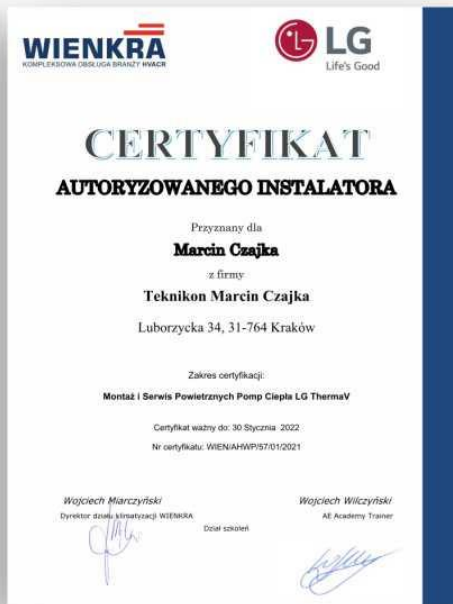 WIENKRA
KOMPLEKSOWA OBSŁUGA BRANŻY HVACR
LG
Life's Good
CERTYFIKAT
AUTORYZOWANEGO INSTALATORA
Przyznany dla
Marcin Czajka
z firmy
Teknikon Marcin Czajka
Luborzycka 34, 31-764 Kraków
Zakres certyfikacji:
Montaż i Serwis Powietrznych Pomp Ciepła LG ThermaV
Certyfikat ważny do: 30 Stycznia 2022
Nr certyfikatu: WIEN/AHWP/57/01/2021
Wojciech Miarczyński
Dyrektor działu klimatyzacji WIENKRA
Dział szkoleń
Wojciech Wilczyński
AE Academy Trainer